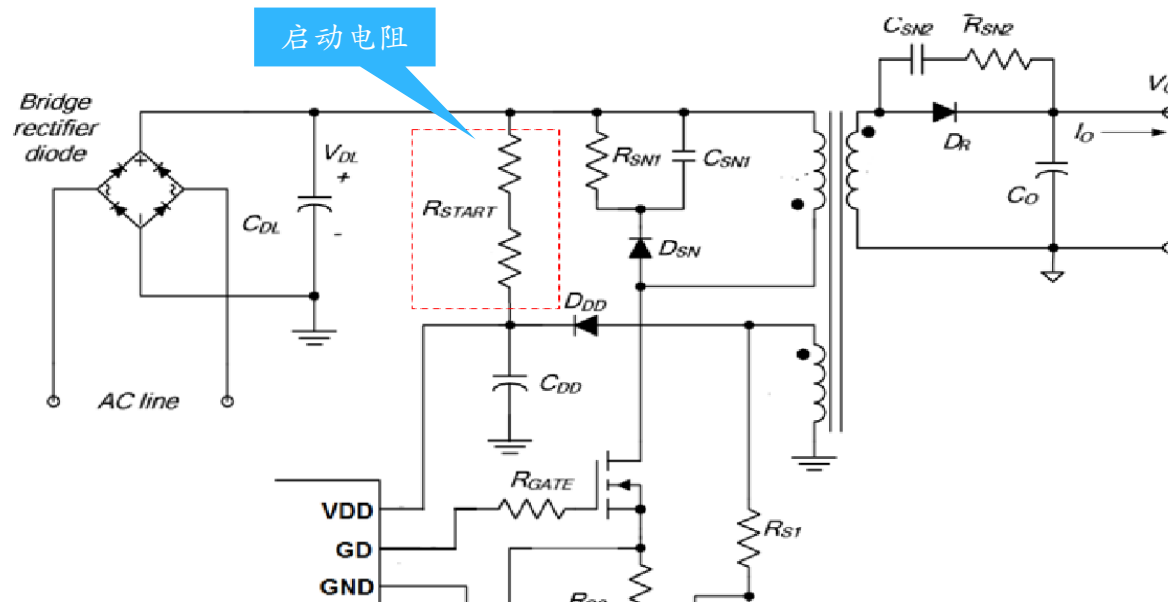 启动电阻
CSN2
RSN2
Bridge
rectifier
diode
VDL
+
-
CDL
RSTART
RSN1
CSN1
DSN
DR
IO
CO
DDD
CDD
AC line
RGATE
VDD
GD
GND
RS1